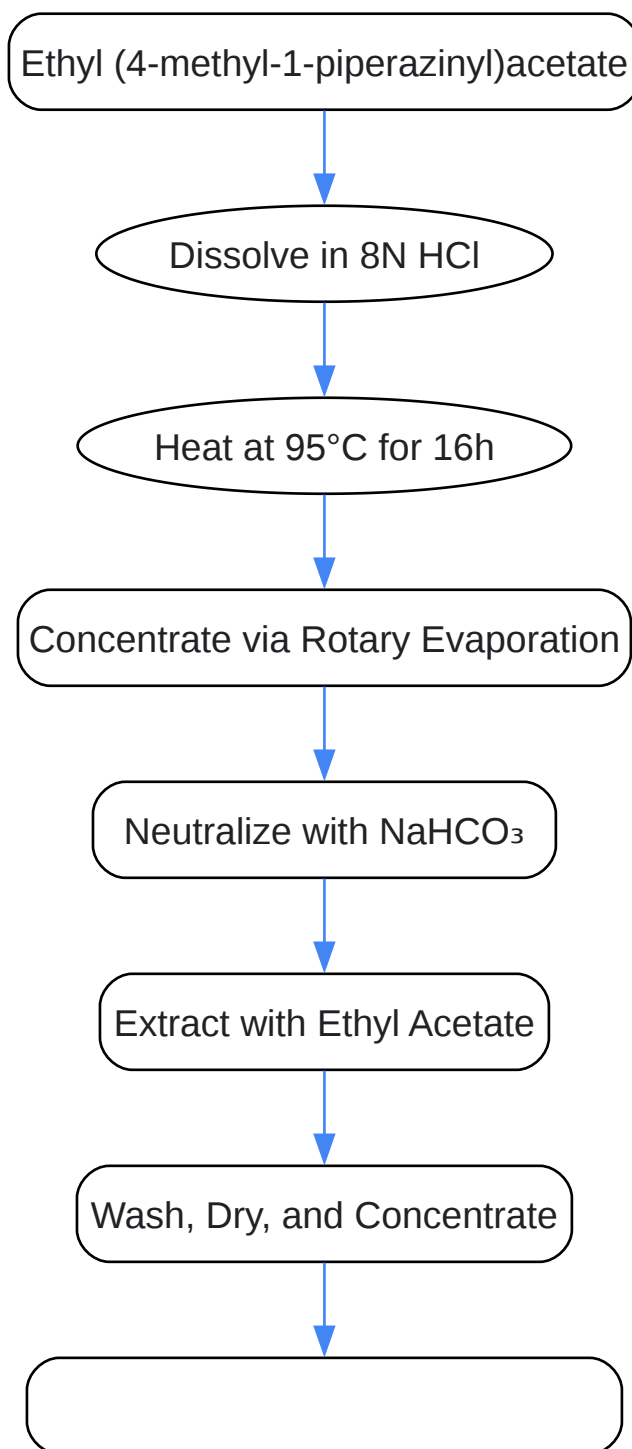 Ethyl (4-methyl-1-piperazinyl)acetate
Dissolve in 8N HCl
Heat at 95°C for 16h
Concentrate via Rotary Evaporation
Neutralize with NaHCO₃
Extract with Ethyl Acetate
Wash, Dry, and Concentrate